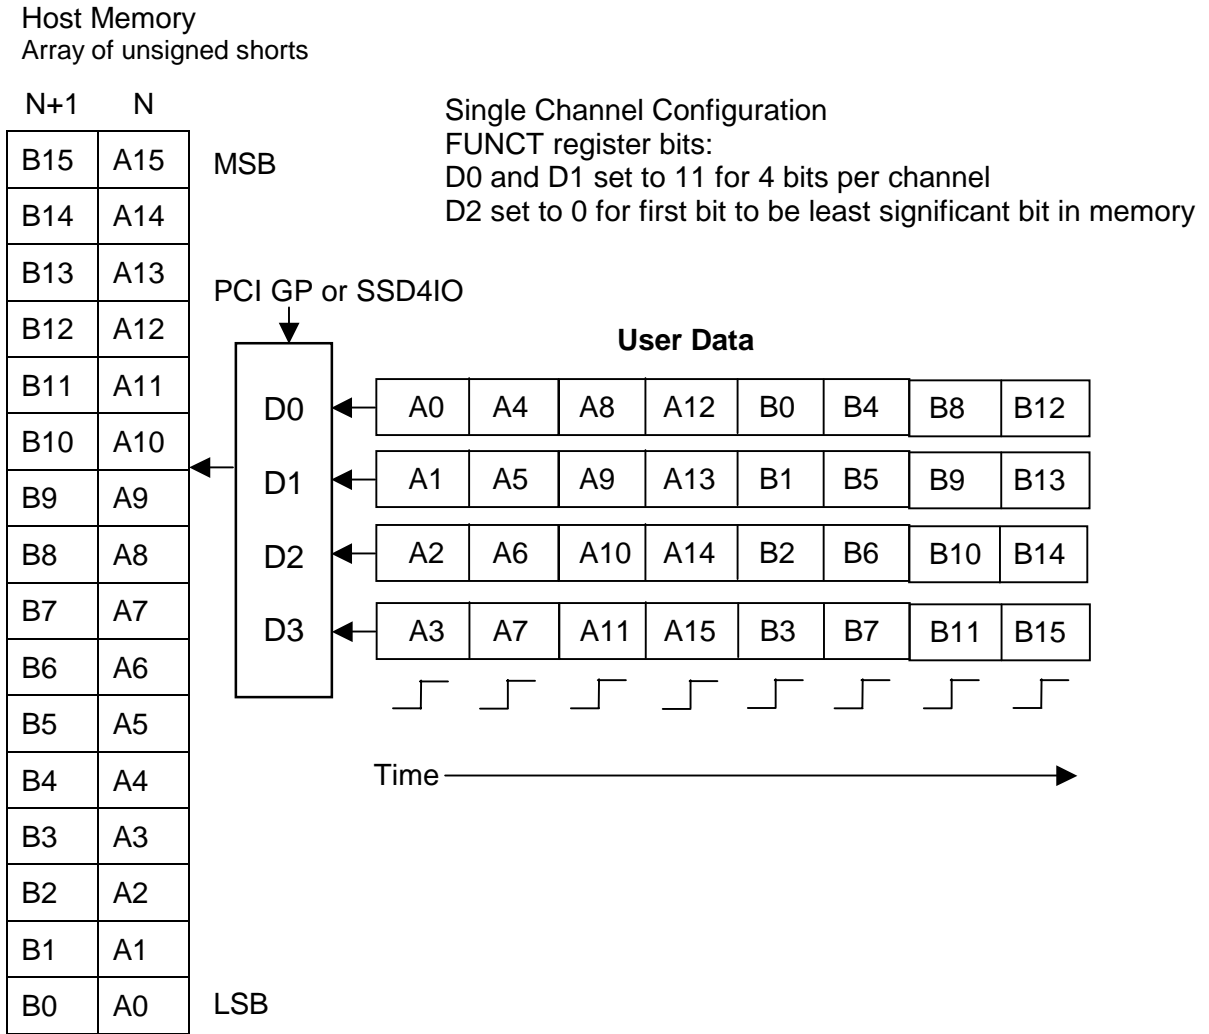 Host Memory
Array of unsigned shorts
N+1 N
Single Channel Configuration
FUNCT register bits:
D0 and D1 set to 11 for 4 bits per channel
D2 set to 0 for first bit to be least significant bit in memory
B15 A15 MSB
B14 A14
B13 A13
B12 A12
B11 A11
B10 A10
B9 A9
B8 A8
B7 A7
B6 A6
B5 A5
B4 A4
B3 A3
B2 A2
B1 A1
B0 A0 LSB
PCI GP or SSD4IO
User Data
D0 A0 A4 A8 A12 B0 B4 B8 B12
D1 A1 A5 A9 A13 B1 B5 B9 B13
D2 A2 A6 A10 A14 B2 B6 B10 B14
D3 A3 A7 A11 A15 B3 B7 B11 B15
Time